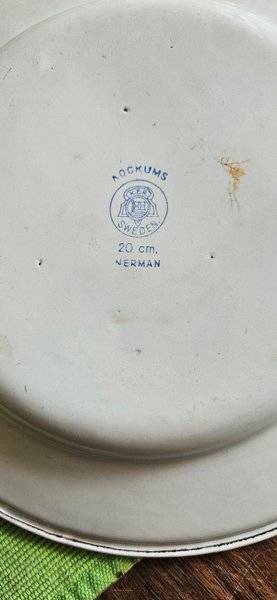 KOCKUMS
K.E.R.
SWEDEN.
20 cm.
NERMAN